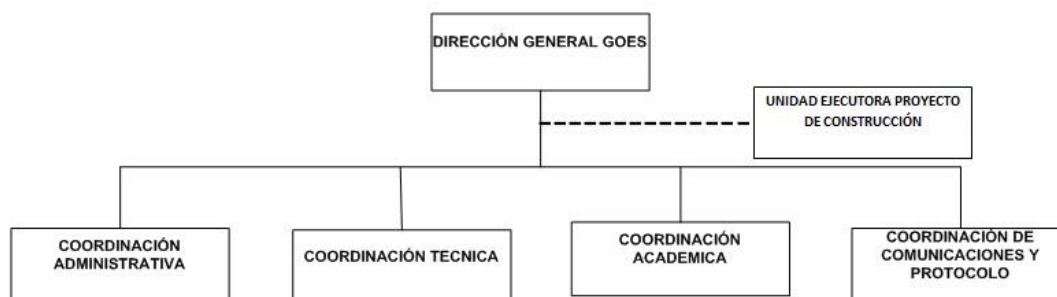 DIRECCIÓN GENERAL GOES
UNIDAD EJECUTORA PROYECTO
DE CONSTRUCCIÓN
COORDINACIÓN
ADMINISTRATIVA
COORDINACIÓN TECNICA
COORDINACIÓN
ACADEMICA
COORDINACIÓN DE
COMUNICACIONES Y
PROTOCOLO